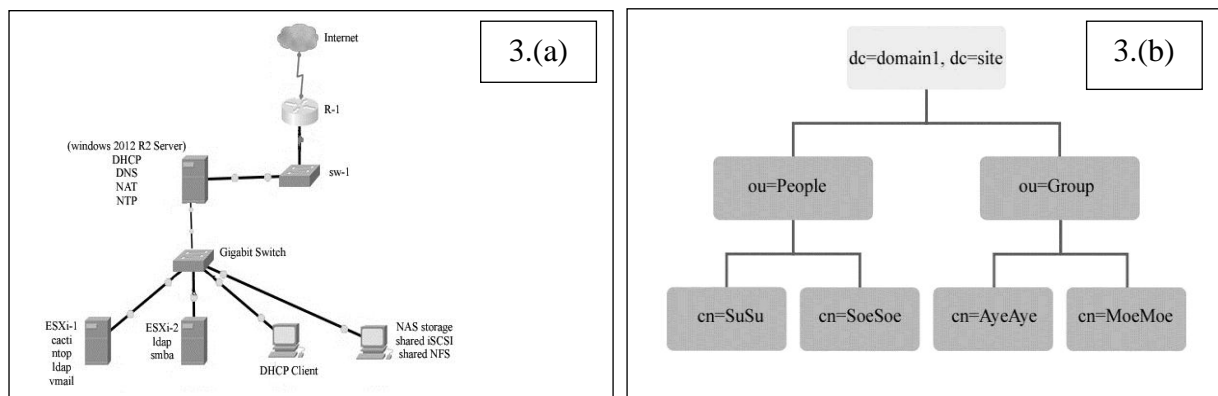 3.(a)
Internet
R-1
(windows 2012 R2 Server)
DHCP
DNS
NAT
NTP
sw-1
Gigabit Switch
ESXi-1
cacti
ntop
ldap
vmail
ESXi-2
ldap
smba
DHCP Client
NAS storage
shared iSCSI
shared NFS
3.(b)
dc=domain1, dc=site
ou=People
ou=Group
cn=SuSu
cn=SoeSoe
cn=AyeAye
cn=MoeMoe